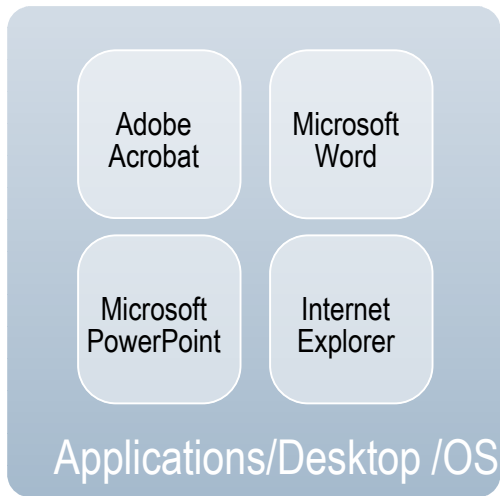 Adobe
Acrobat
Microsoft
Word
Microsoft
PowerPoint
Internet
Explorer
Applications/Desktop /OS